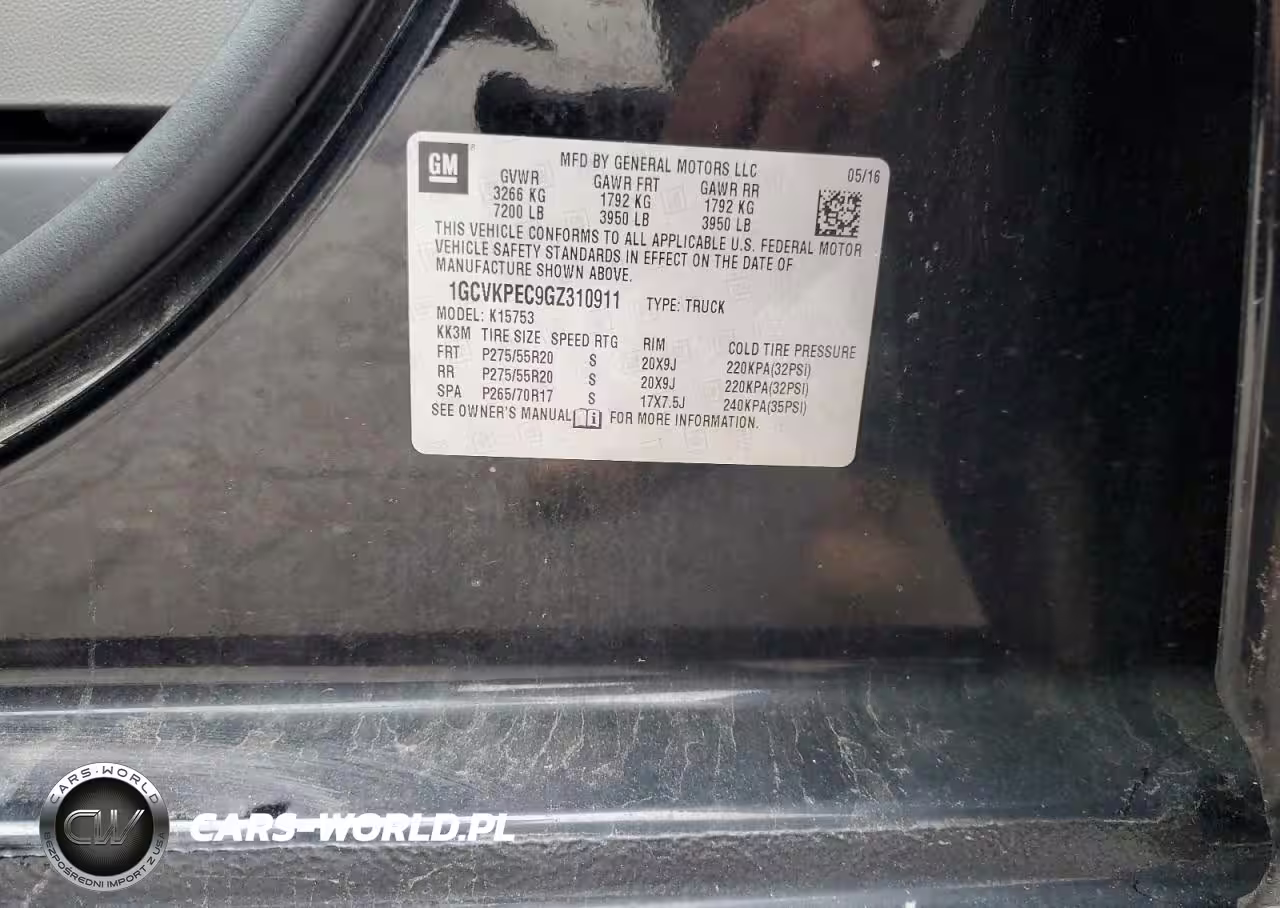 GM
MFD BY GENERAL MOTORS LLC 05/16
GVWR GAWR FRT GAWR RR
3266 KG 1792 KG 1792 KG
7200 LB 3950 LB 3950 LB
THIS VEHICLE CONFORMS TO ALL APPLICABLE U.S. FEDERAL MOTOR
VEHICLE SAFETY STANDARDS IN EFFECT ON THE DATE OF
MANUFACTURE SHOWN ABOVE.
1GCVKPEC9GZ310911 TYPE: TRUCK
MODEL: K15753
KK3M TIRE SIZE SPEED RTG RIM COLD TIRE PRESSURE
FRT P275/55R20 S 20X9J 220KPA(32PSI)
RR P275/55R20 S 20X9J 220KPA(32PSI)
SPA P265/70R17 S 17X7.5J 240KPA(35PSI)
SEE OWNER'S MANUAL i FOR MORE INFORMATION.
CARS-WORLD
CW
BEZPOŚREDNI IMPORT Z USA
CARS-WORLD.PL